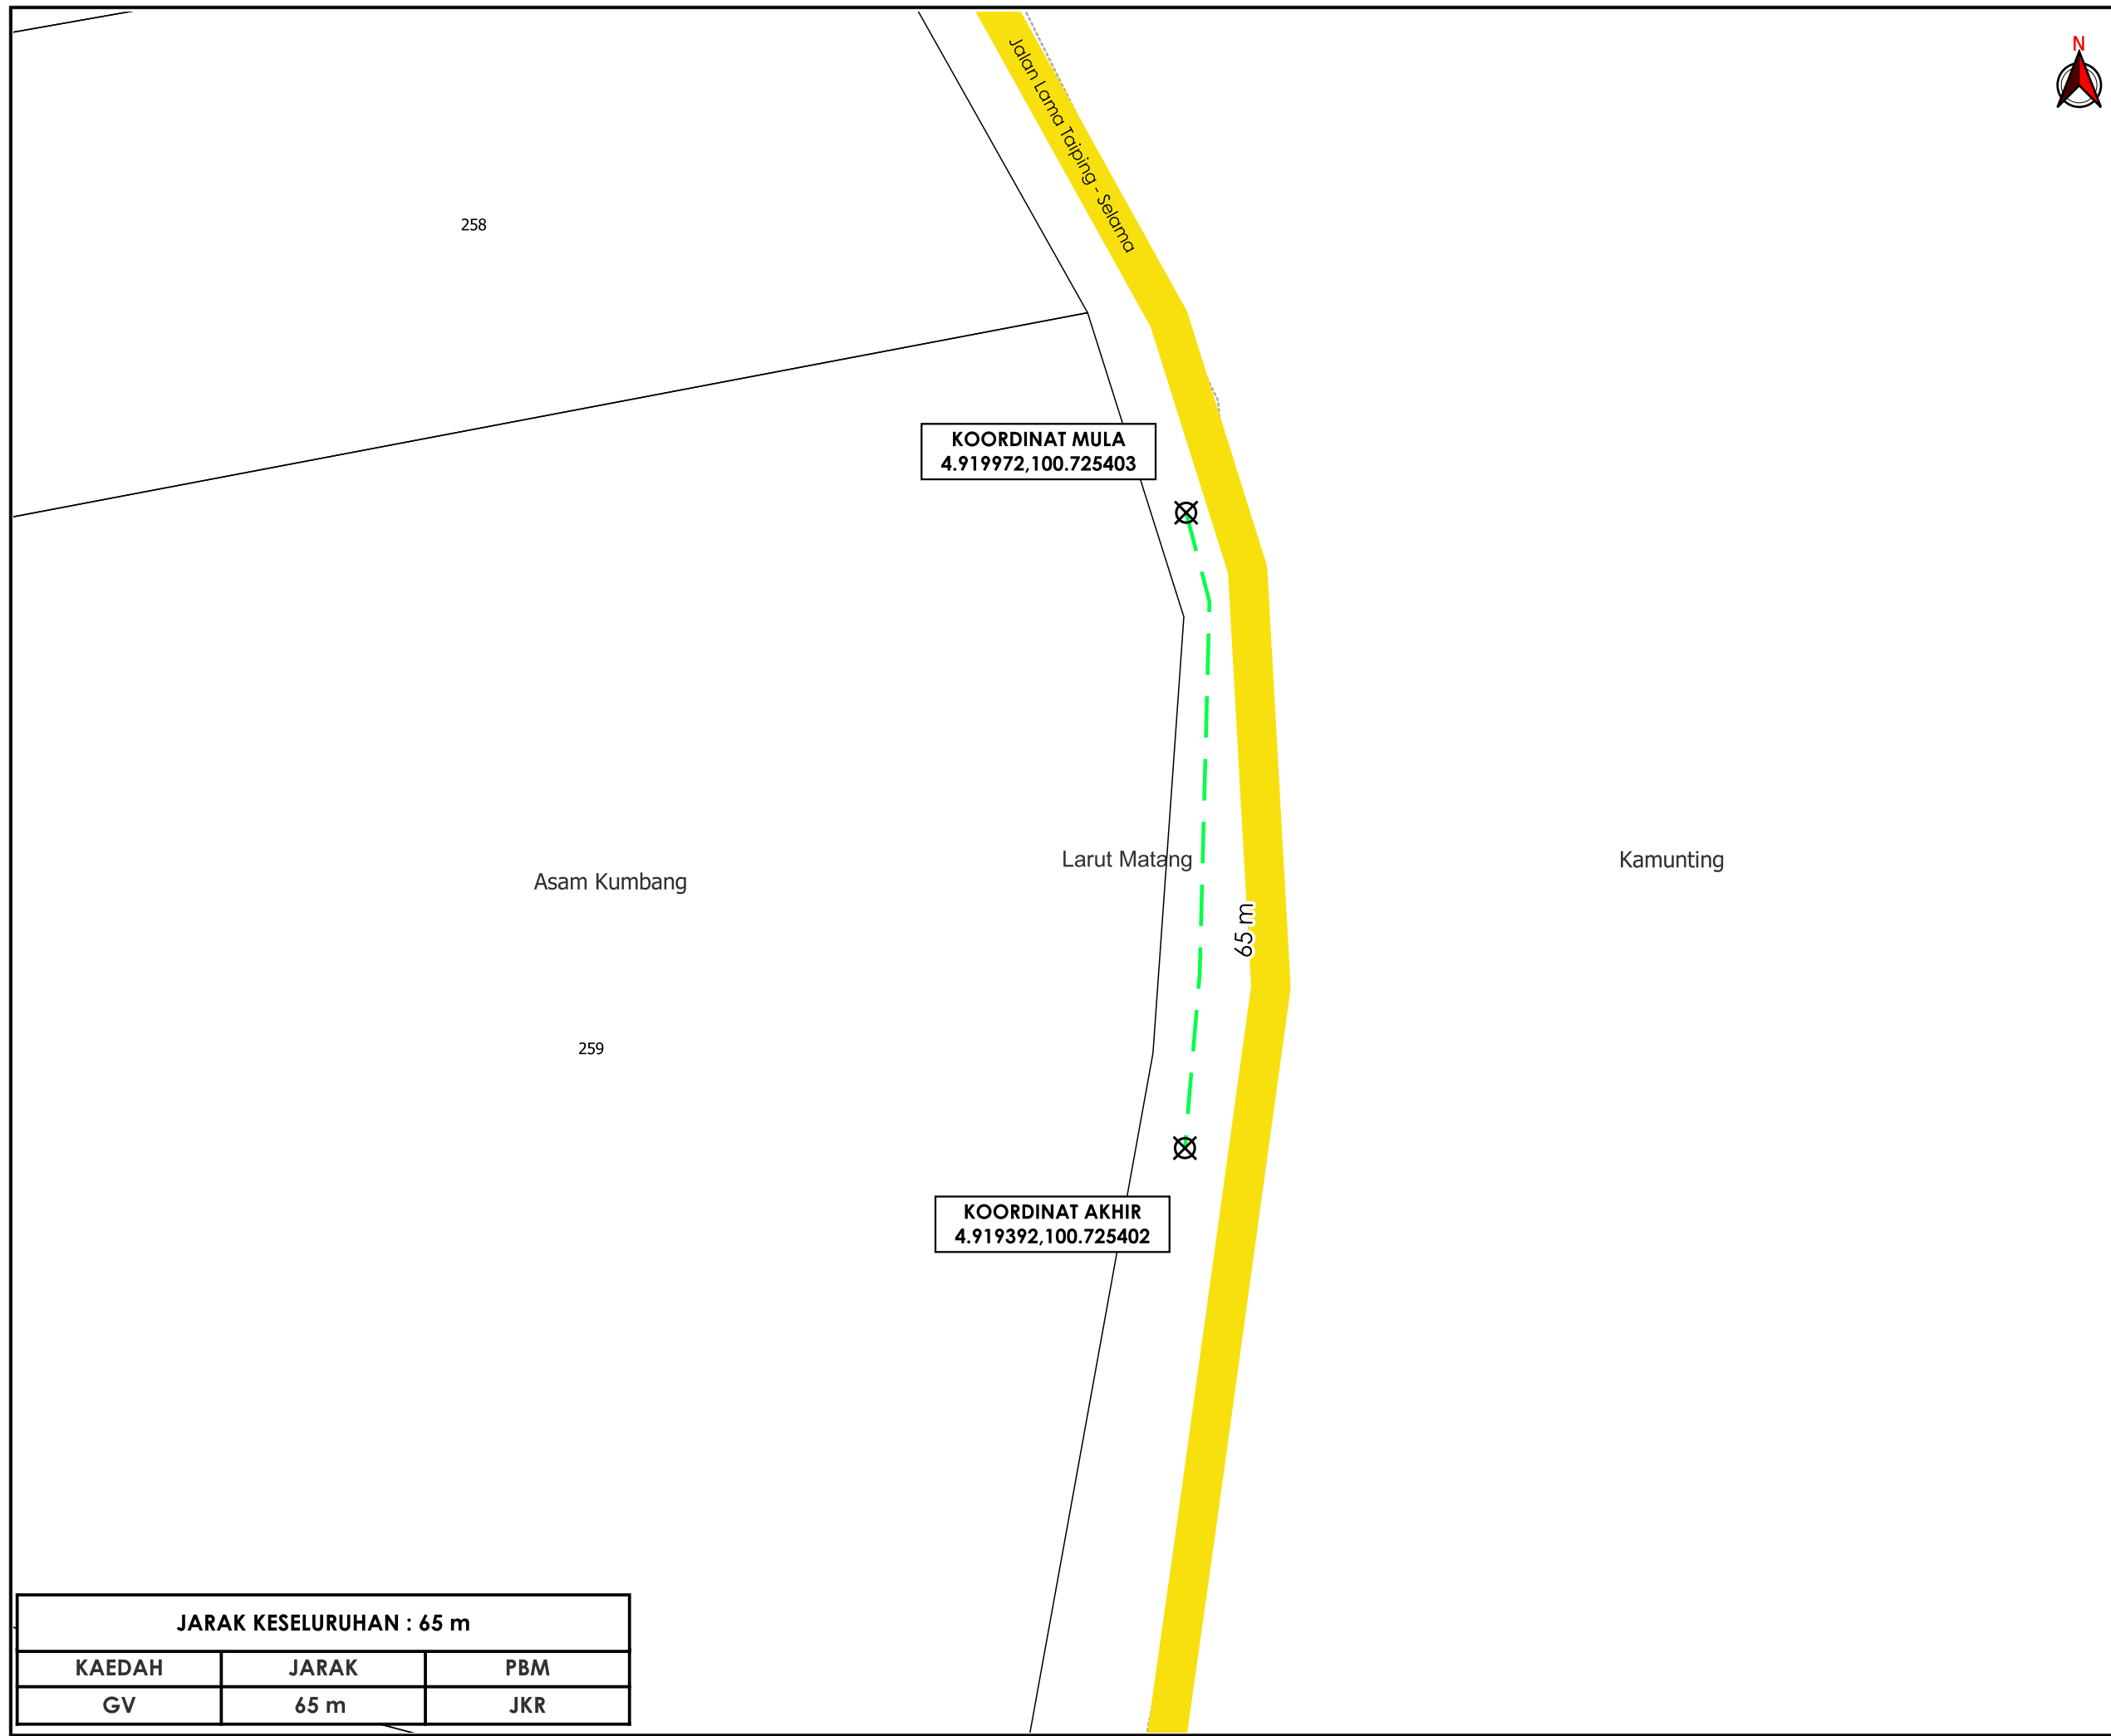 N
Jalan Lama Taiping - Selama
258
KOORDINAT MULA
4.919972,100.725403
Larut Matang
Kamunting
Asam Kumbang
65 m
259
KOORDINAT AKHIR
4.919392,100.725402
JARAK KESELURUHAN : 65 m
KAEDAH JARAK PBM
GV 65 m JKR